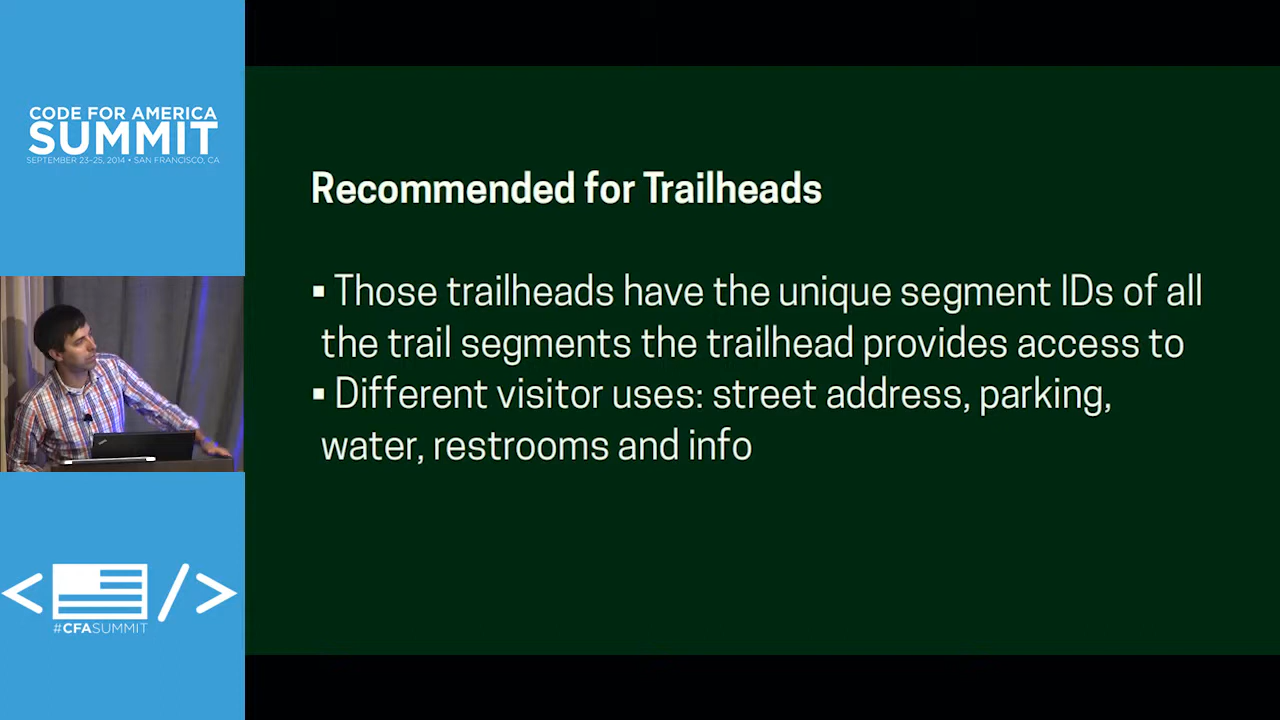 CODE FOR AMERICA
SUMMIT
SEPTEMBER 23-25, 2014 • SAN FRANCISCO, CA
Recommended for Trailheads
▪ Those trailheads have the unique segment IDs of all
the trail segments the trailhead provides access to
▪ Different visitor uses: street address, parking,
water, restrooms and info
#CFASUMMIT